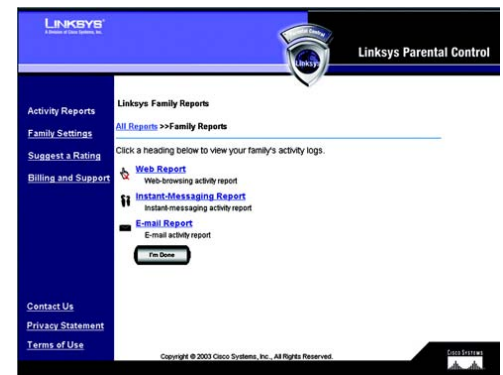 LINKSYS®
A Division of Cisco Systems, Inc.
Parental Control
Linksys
Linksys Parental Control
Activity Reports
Family Settings
Suggest a Rating
Billing and Support
Linksys Family Reports
All Reports >>Family Reports
Click a heading below to view your family's activity logs.
Web Report
Web-browsing activity report
Instant-Messaging Report
Instant-messaging activity report
E-mail Report
E-mail activity report
I'm Done
Contact Us
Privacy Statement
Terms of Use
Copyright © 2003 Cisco Systems, Inc., All Rights Reserved.
CISCO SYSTEMS